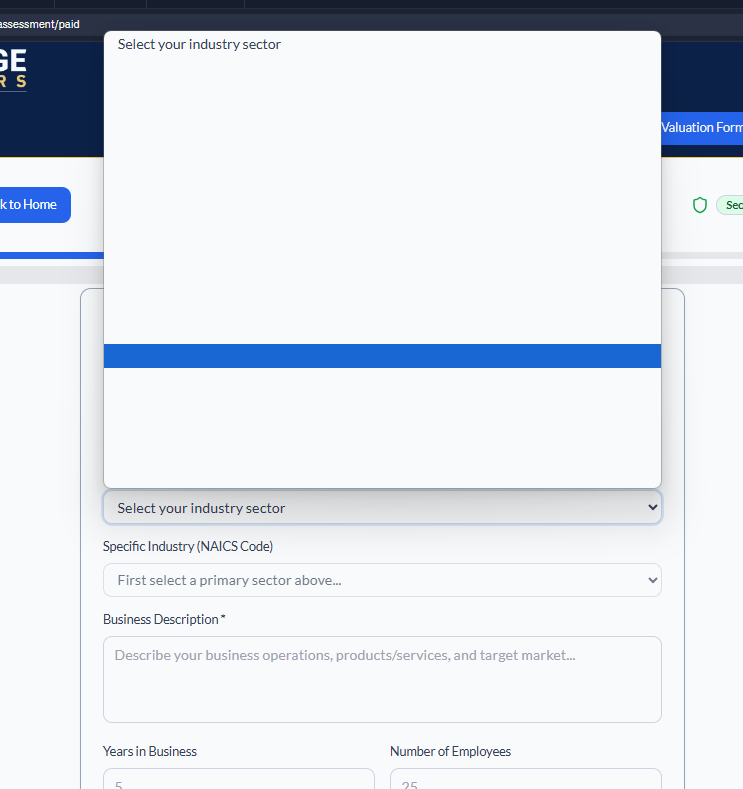 assessment/paid
Select your industry sector
GE
R S
Valuation Form
k to Home
Sec
Select your industry sector
Specific Industry (NAICS Code)
First select a primary sector above...
Business Description *
Describe your business operations, products/services, and target market...
Years in Business
Number of Employees
5
25